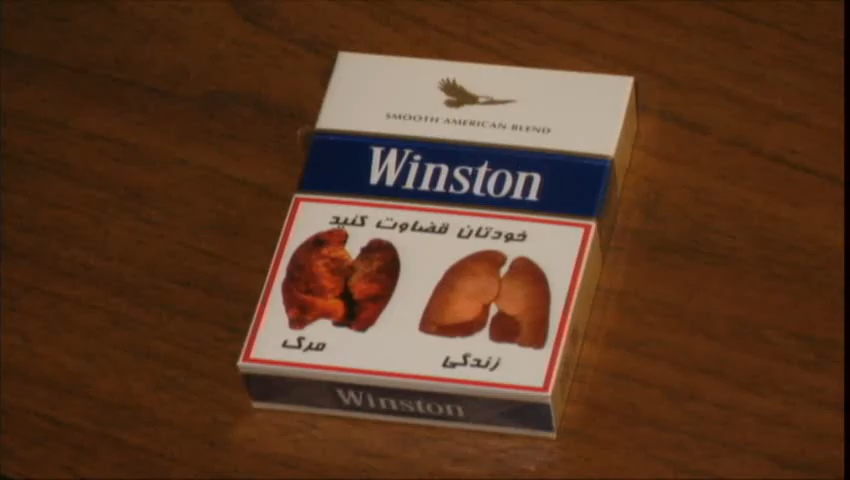 SMOOTH AMERICAN BLEND
Winston
خودتان قضاوت کنید
مرگ
زندگی
Winston